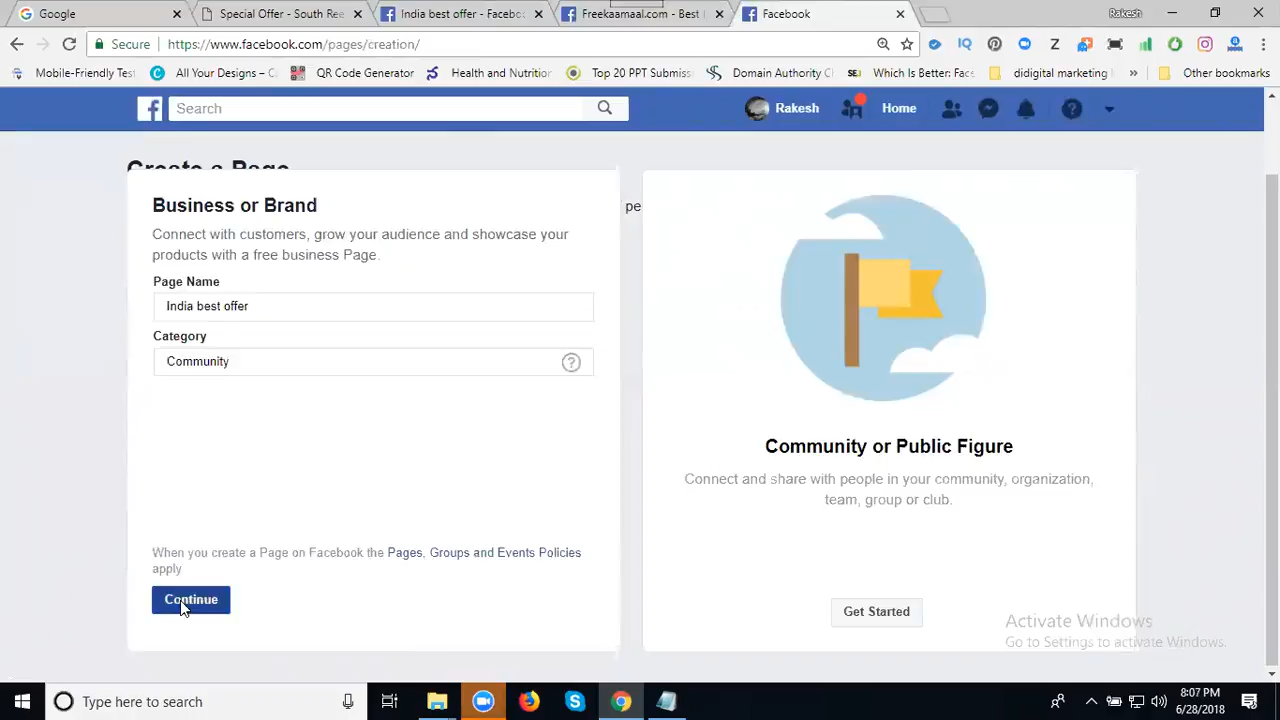 Google
Special Offer - South Re
India best offer - Facebo
Freekaamaal.com - Best
Facebook
Rakesh
Secure
https://www.facebook.com/pages/creation/
Mobile-Friendly Test
All Your Designs – C
QR Code Generator
Health and Nutrition
Top 20 PPT Submiss
Domain Authority C
Which Is Better: Face
didigital marketing
»
Other bookmarks
Search
Rakesh
Home
Create a Page
Business or Brand
Connect with customers, grow your audience and showcase your
products with a free business Page.
Page Name
India best offer
Category
Community
When you create a Page on Facebook the Pages, Groups and Events Policies
apply
Continue
pe
Community or Public Figure
Connect and share with people in your community, organization,
team, group or club.
Get Started
Activate Windows
Go to Settings to activate Windows.
Type here to search
8:07 PM
6/28/2018